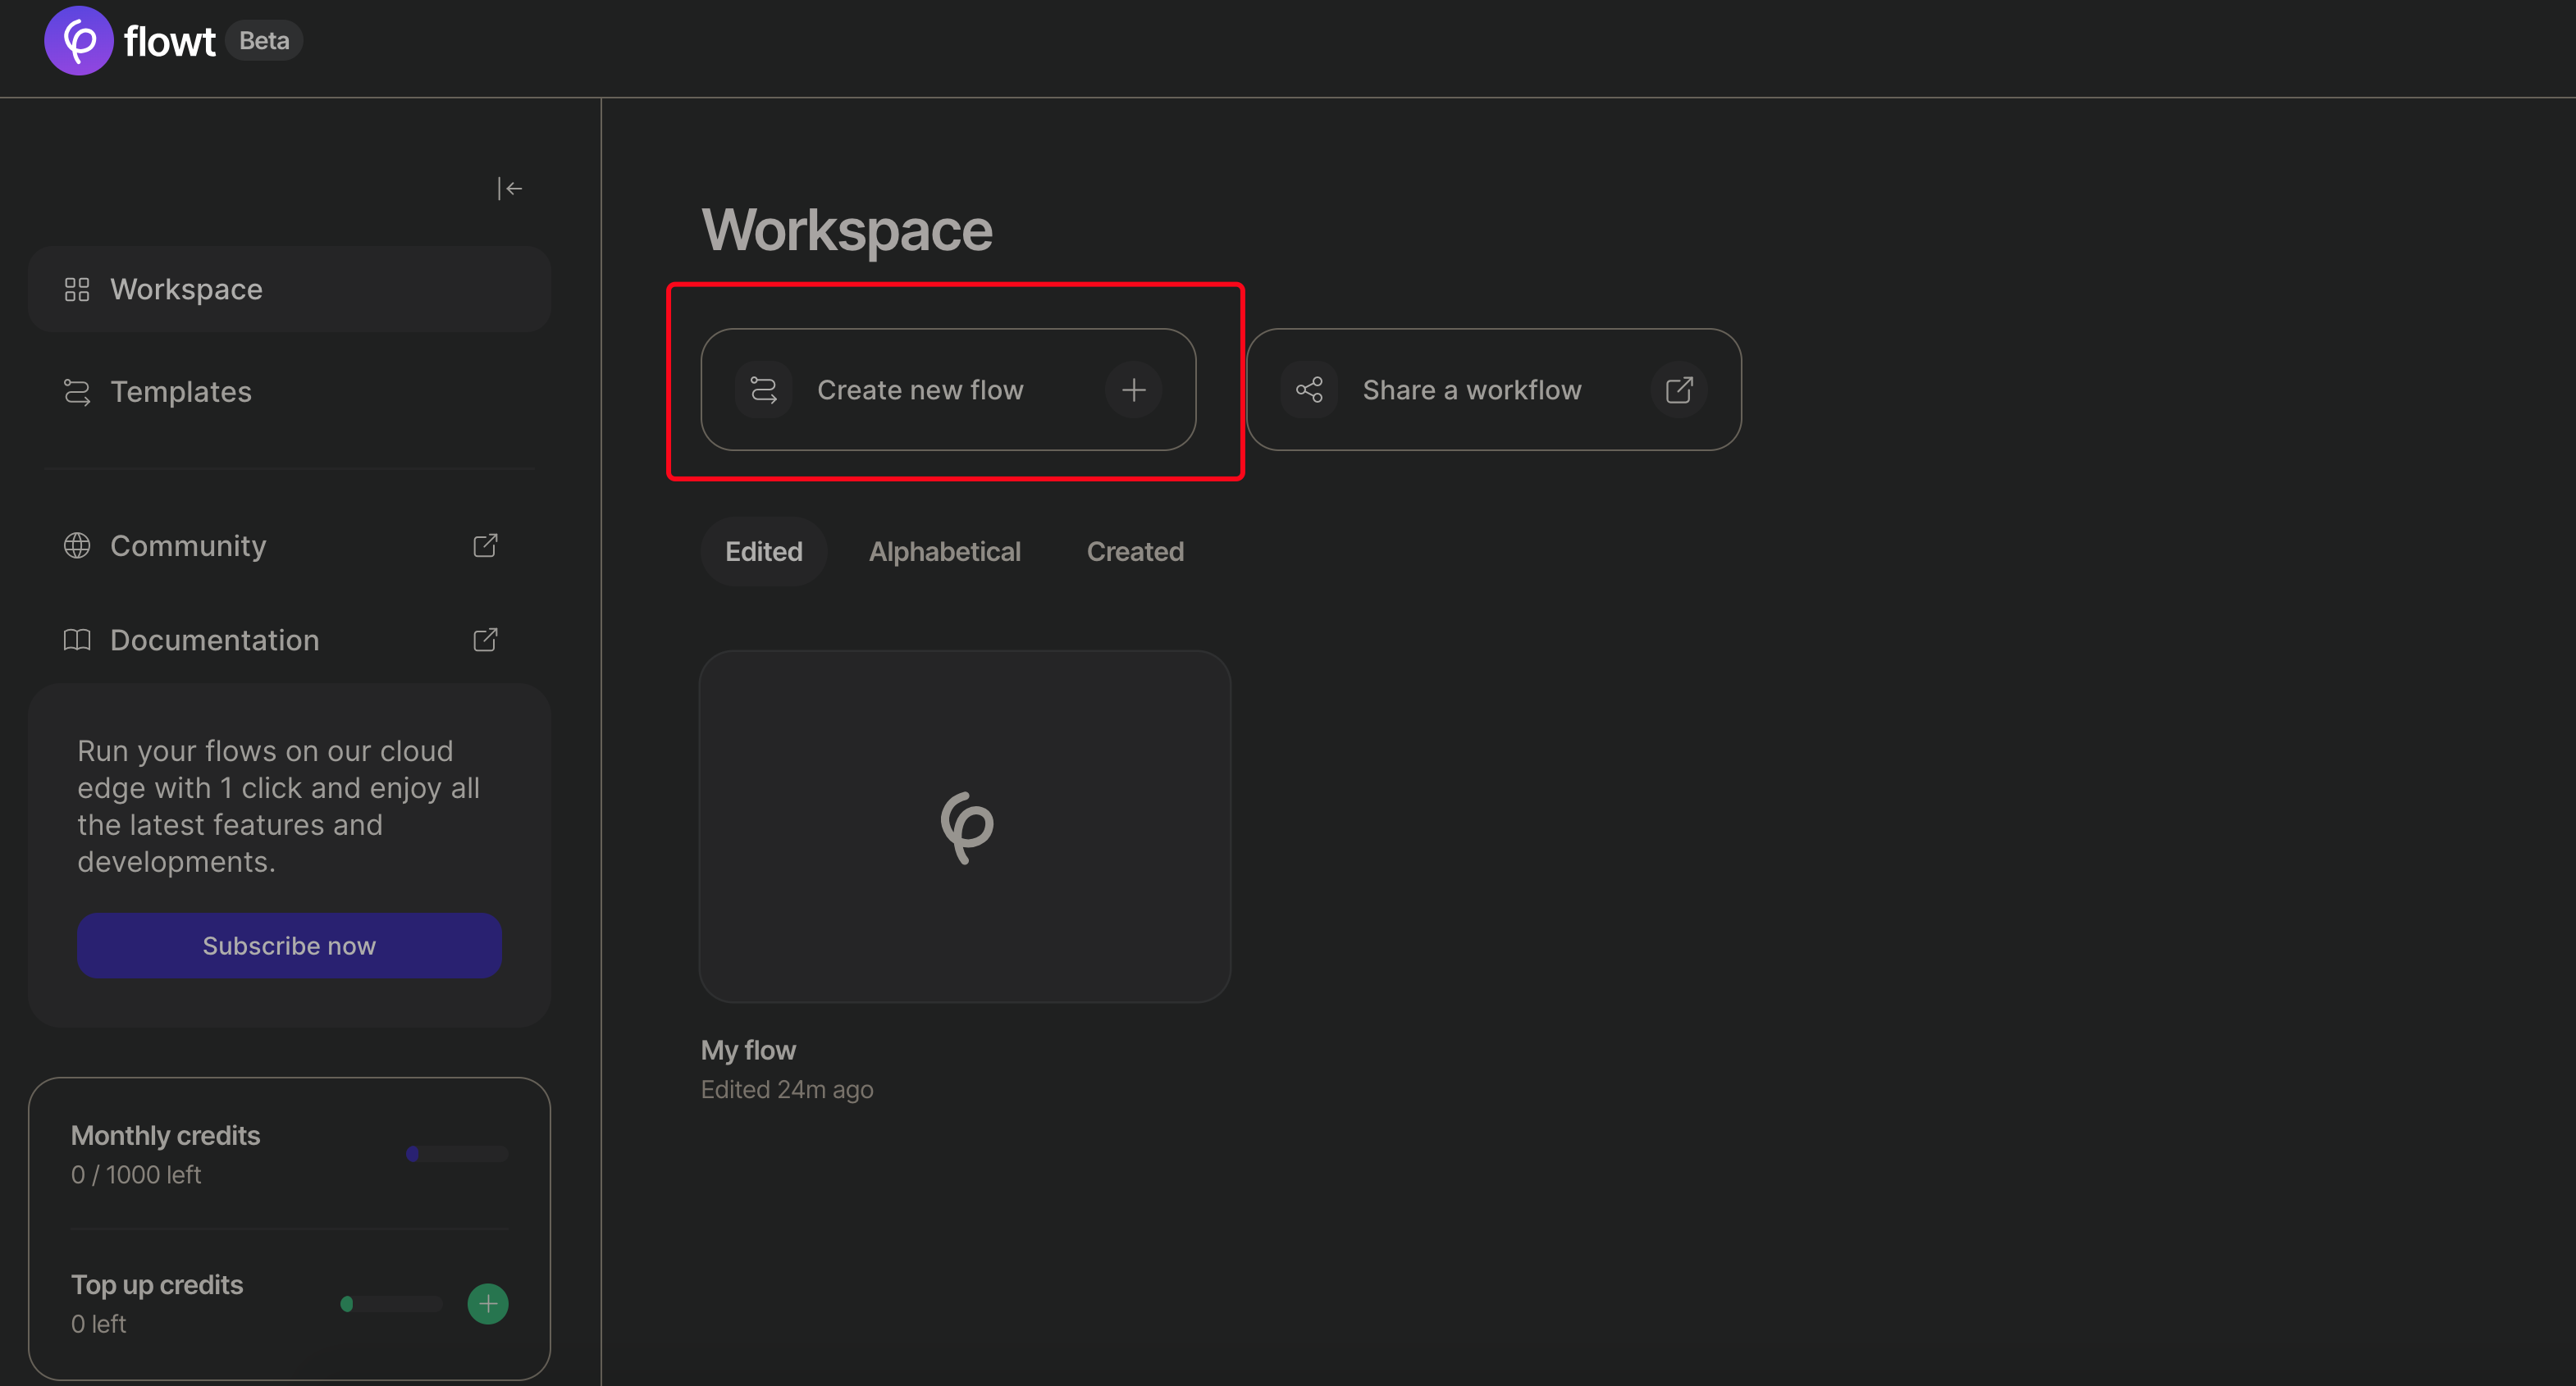 flowt Beta
Workspace
Templates
Community
Documentation
Run your flows on our cloud
edge with 1 click and enjoy all
the latest features and
developments.
Subscribe now
Monthly credits
0 / 1000 left
Top up credits
0 left
Workspace
Create new flow
Share a workflow
Edited Alphabetical Created
My flow
Edited 24m ago